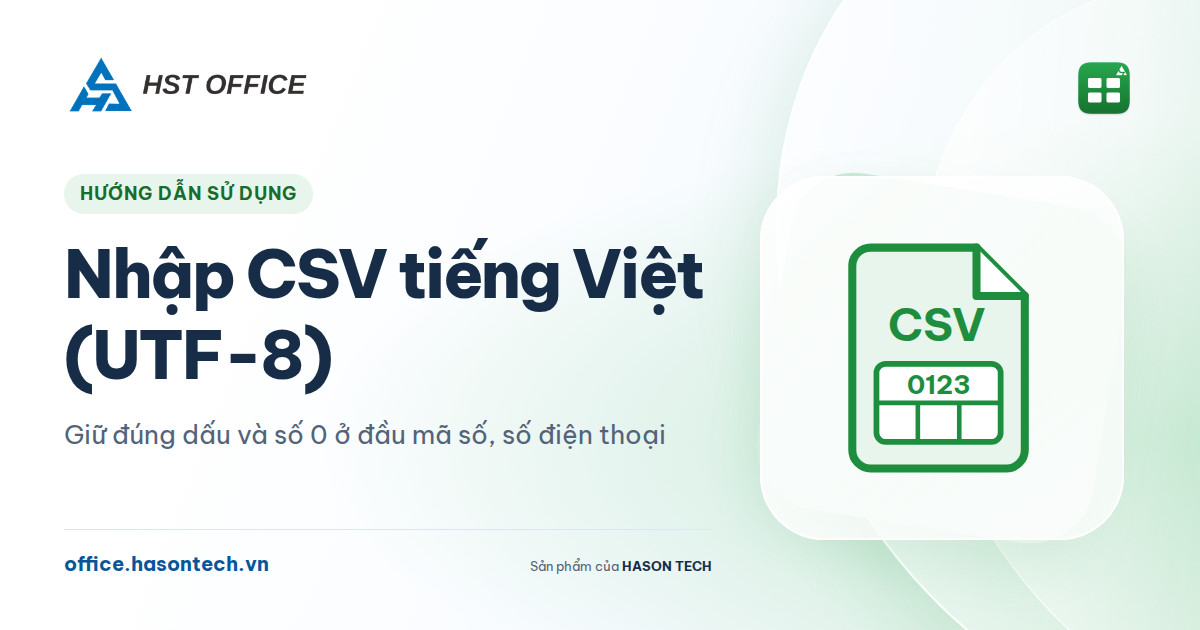 HST OFFICE
HƯỚNG DẪN SỬ DỤNG
Nhập CSV tiếng Việt
(UTF-8)
Giữ đúng dấu và số 0 ở đầu mã số, số điện thoại
CSV
0123
office.hasontech.vn
Sản phẩm của HASON TECH